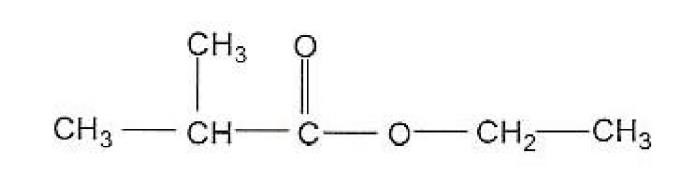 CH₃ O
CH₃ CH C O CH₂ CH₃